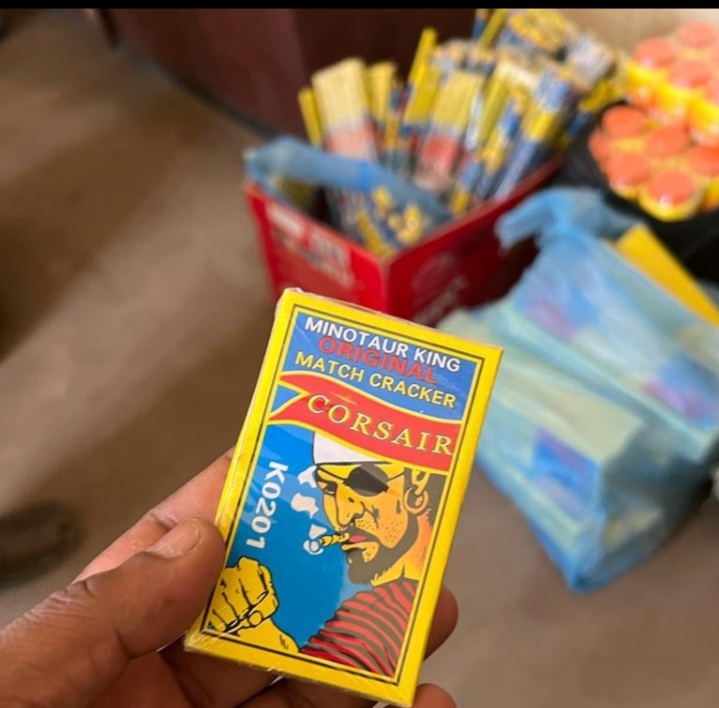 MINOTAUR KING
ORIGINAL
MATCH CRACKER
CORSAIR
K0201